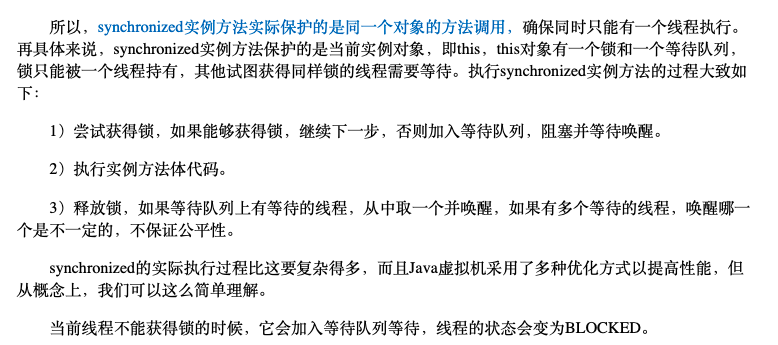 所以，synchronized实例方法实际保护的是同一个对象的方法调用，确保同时只能有一个线程执行。
再具体来说，synchronized实例方法保护的是当前实例对象，即this，this对象有一个锁和一个等待队列，
锁只能被一个线程持有，其他试图获得同样锁的线程需要等待。执行synchronized实例方法的过程大致如
下：
1）尝试获得锁，如果能够获得锁，继续下一步，否则加入等待队列，阻塞并等待唤醒。
2）执行实例方法体代码。
3）释放锁，如果等待队列上有等待的线程，从中取一个并唤醒，如果有多个等待的线程，唤醒哪一
个是不一定的，不保证公平性。
synchronized的实际执行过程比这要复杂得多，而且Java虚拟机采用了多种优化方式以提高性能，但
从概念上，我们可以这么简单理解。
当前线程不能获得锁的时候，它会加入等待队列等待，线程的状态会变为BLOCKED。